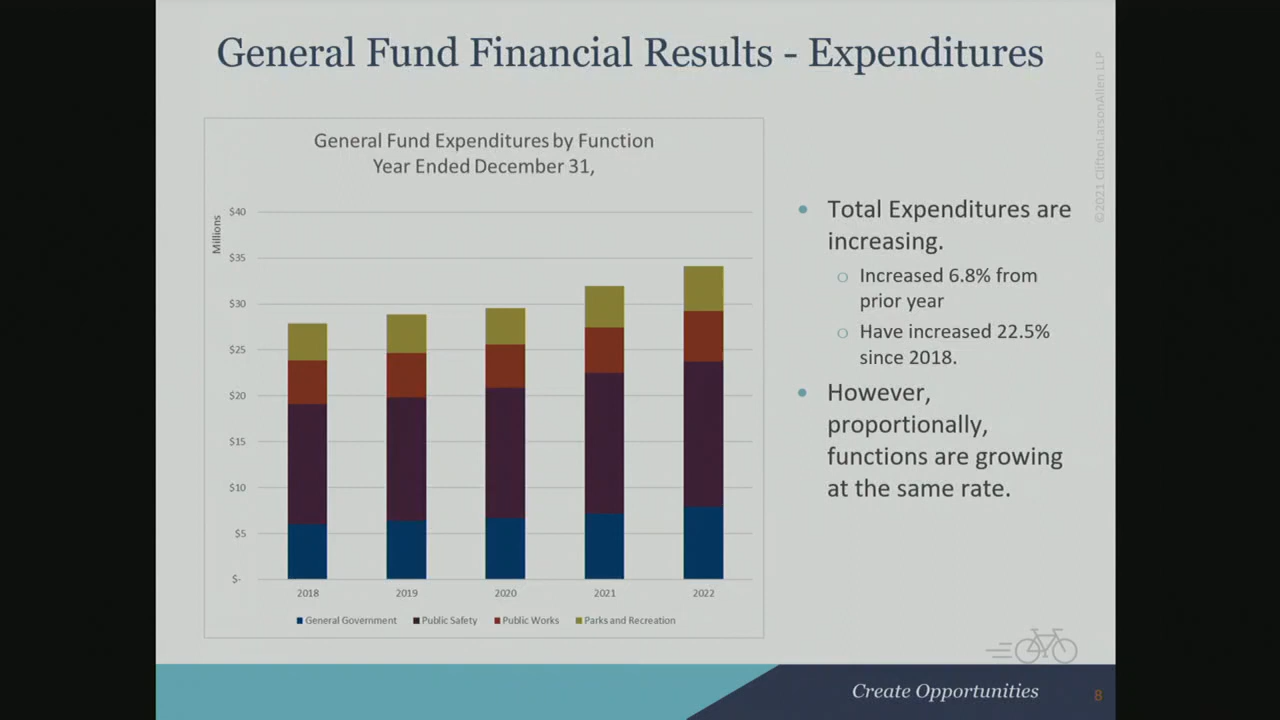 General Fund Financial Results - Expenditures
©2021 CliftonLarsonAllen LLP
General Fund Expenditures by Function
Year Ended December 31,
Millions
$40
$35
$30
$25
$20
$15
$10
$5
$-
2018 2019 2020 2021 2022
General Government Public Safety Public Works Parks and Recreation
• Total Expenditures are
increasing.
o Increased 6.8% from
prior year
o Have increased 22.5%
since 2018.
• However,
proportionally,
functions are growing
at the same rate.
Create Opportunities
8